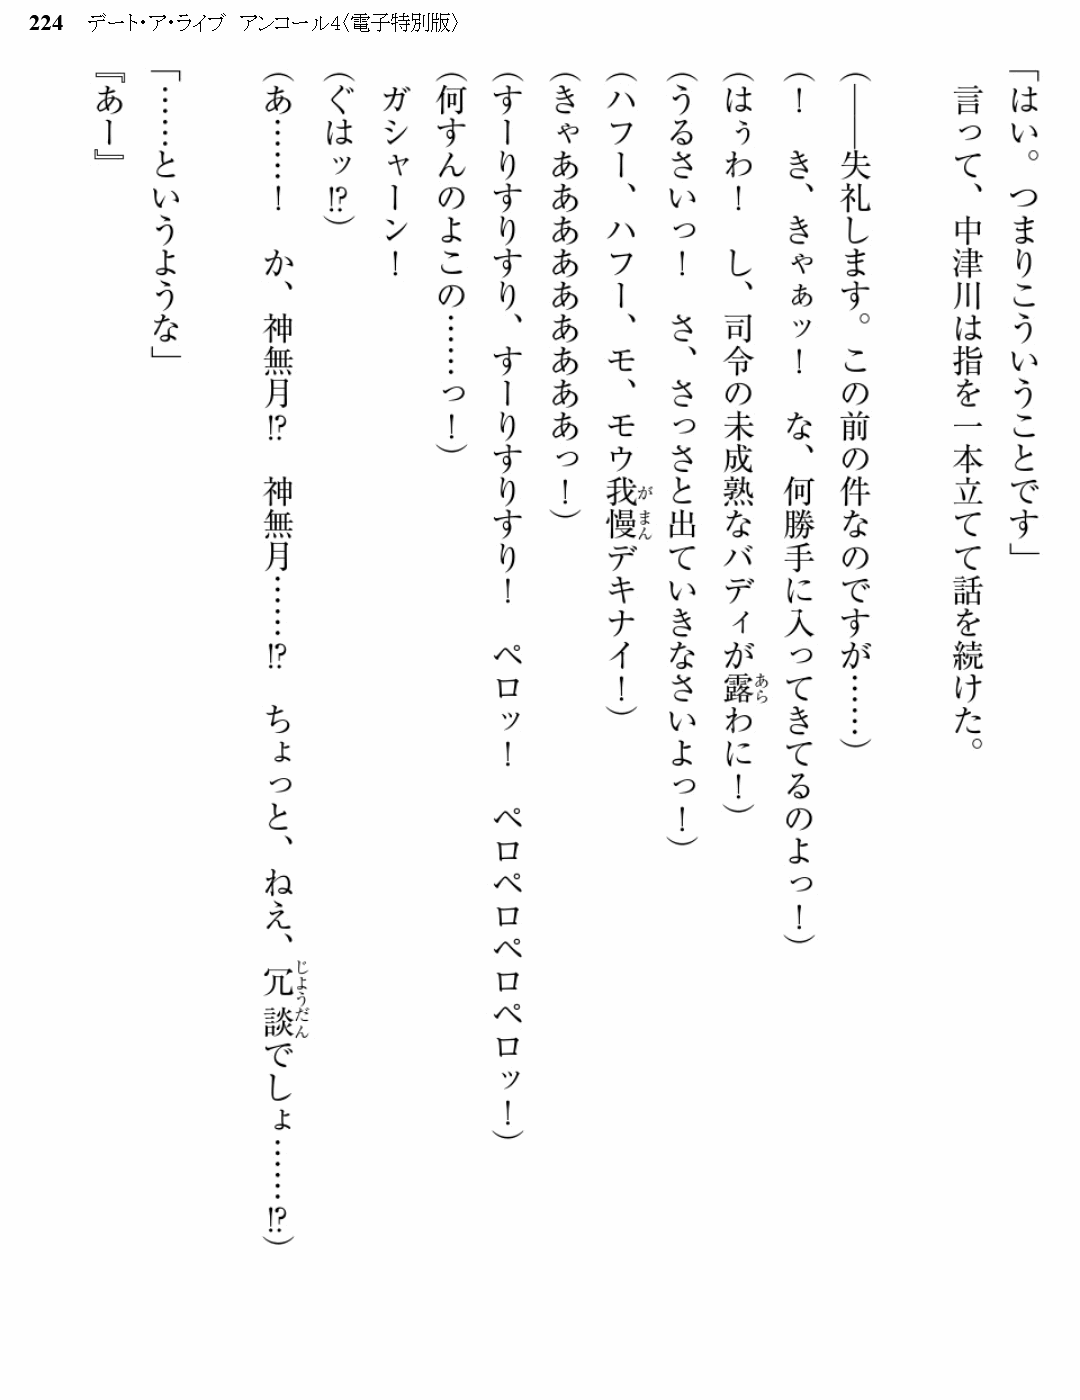 224 デート・ア・ライブ　アンコール4〈電子特別版〉
「はい。つまりこういうことです」
　言って、中津川は指を一本立てて話を続けた。
（――失礼します。この前の件なのですが……）
（！　き、きゃぁッ！　な、何勝手に入ってきてるのよっ！）
（はぅわ！　し、司令の未成熟なバディが露わに！）
あら
（うるさいっ！　さ、さっさと出ていきなさいよっ！）
（ハフー、ハフー、モ、モウ我慢デキナイ！）
がまん
（きゃあああああああああっ！）
（すーりすりすり、すーりすりすり！　ペロッ！　ペロペロペロペロッ！）
（何すんのよこの……っ！）
　ガシャーン！
（ぐはッ!?）
（あ……！　か、神無月!?　神無月……!?　ちょっと、ねえ、冗談でしょ……!?）
じょうだん
「……というような」
『あー』